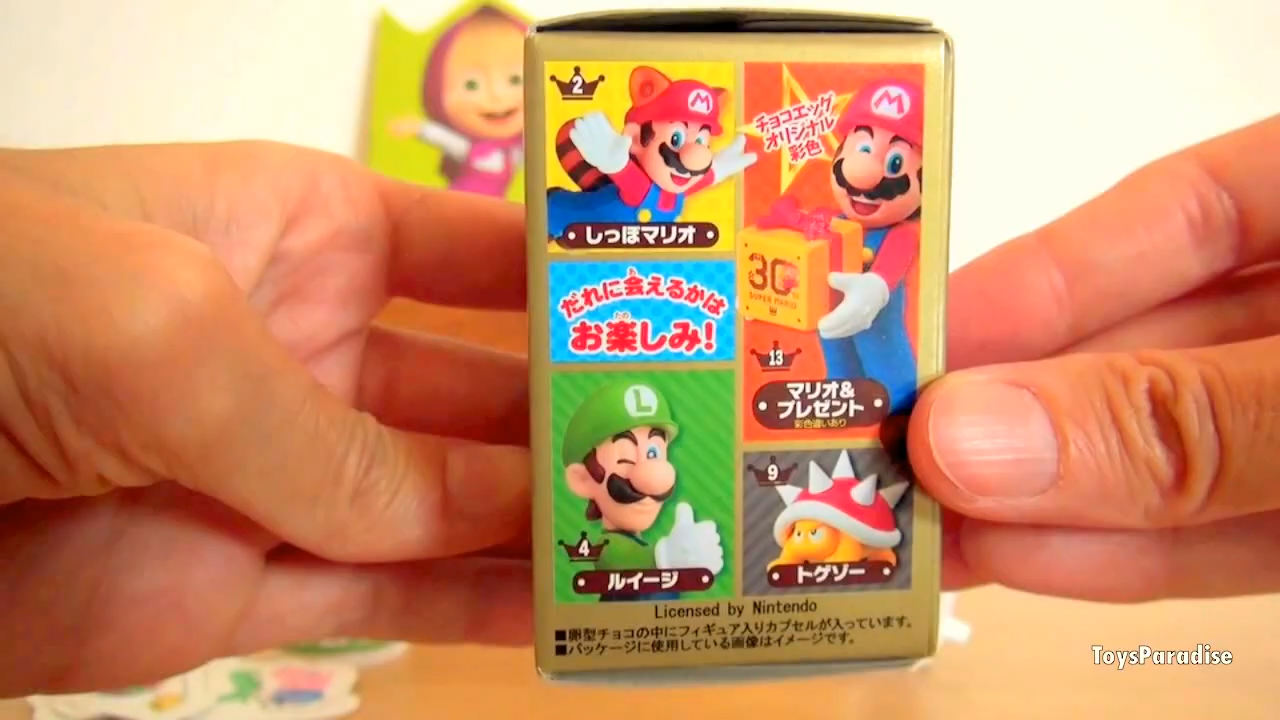 2
しっぽマリオ
チョコエッグ
オリジナル
彩色
30
SUPER MARIO
13
マリオ&
プレゼント
彩色違いあり
だれに会えるかは
お楽しみ!
4
ルイージ
9
トゲゾー
Licensed by Nintendo
■卵型チョコの中にフィギュア入りカプセルが入っています。
■パッケージに使用している画像はイメージです。
ToysParadise
M
M
L